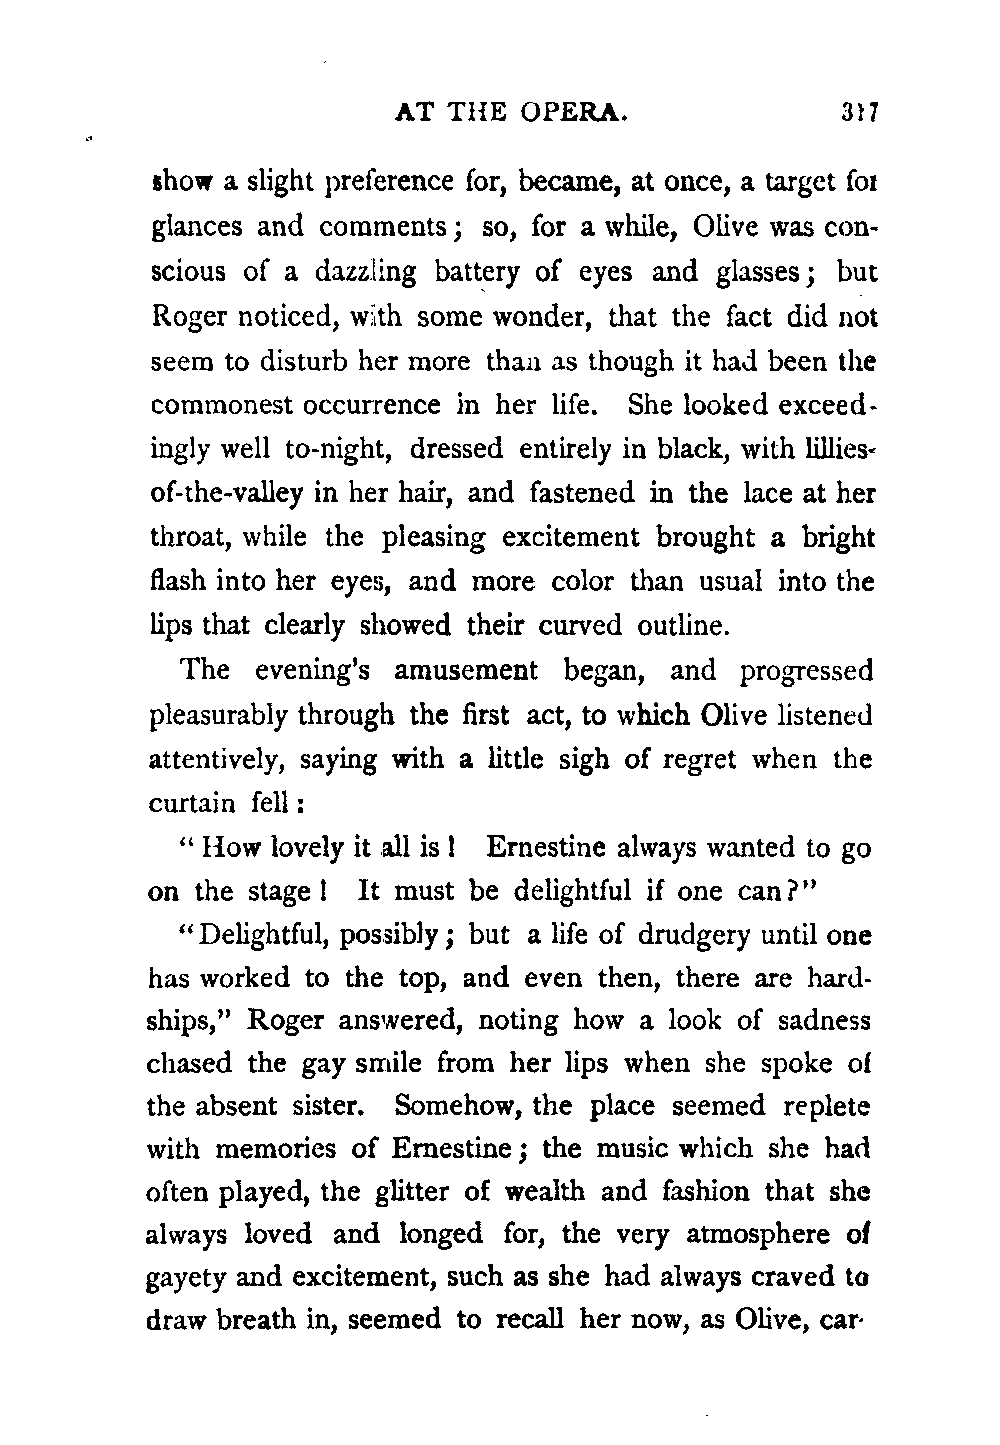 AT THE OPERA. 317
show a slight preference for, became, at once, a target for
glances and comments; so, for a while, Olive was con-
scious of a dazzling battery of eyes and glasses; but
Roger noticed, with some wonder, that the fact did not
seem to disturb her more than as though it had been the
commonest occurrence in her life. She looked exceed-
ingly well to-night, dressed entirely in black, with lillies-
of-the-valley in her hair, and fastened in the lace at her
throat, while the pleasing excitement brought a bright
flash into her eyes, and more color than usual into the
lips that clearly showed their curved outline.
The evening's amusement began, and progressed
pleasurably through the first act, to which Olive listened
attentively, saying with a little sigh of regret when the
curtain fell:
"How lovely it all is! Ernestine always wanted to go
on the stage! It must be delightful if one can?"
"Delightful, possibly; but a life of drudgery until one
has worked to the top, and even then, there are hard-
ships," Roger answered, noting how a look of sadness
chased the gay smile from her lips when she spoke of
the absent sister. Somehow, the place seemed replete
with memories of Ernestine; the music which she had
often played, the glitter of wealth and fashion that she
always loved and longed for, the very atmosphere of
gayety and excitement, such as she had always craved to
draw breath in, seemed to recall her now, as Olive, car-